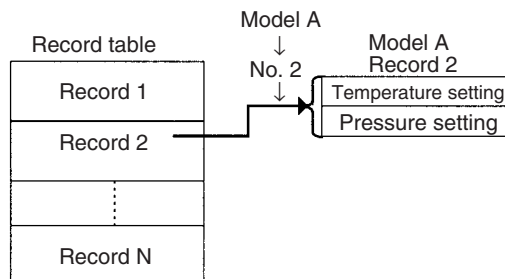 Record table
Record 1
Record 2
Record N
Model A
↓
No. 2
↓
Model A
Record 2
Temperature setting
Pressure setting